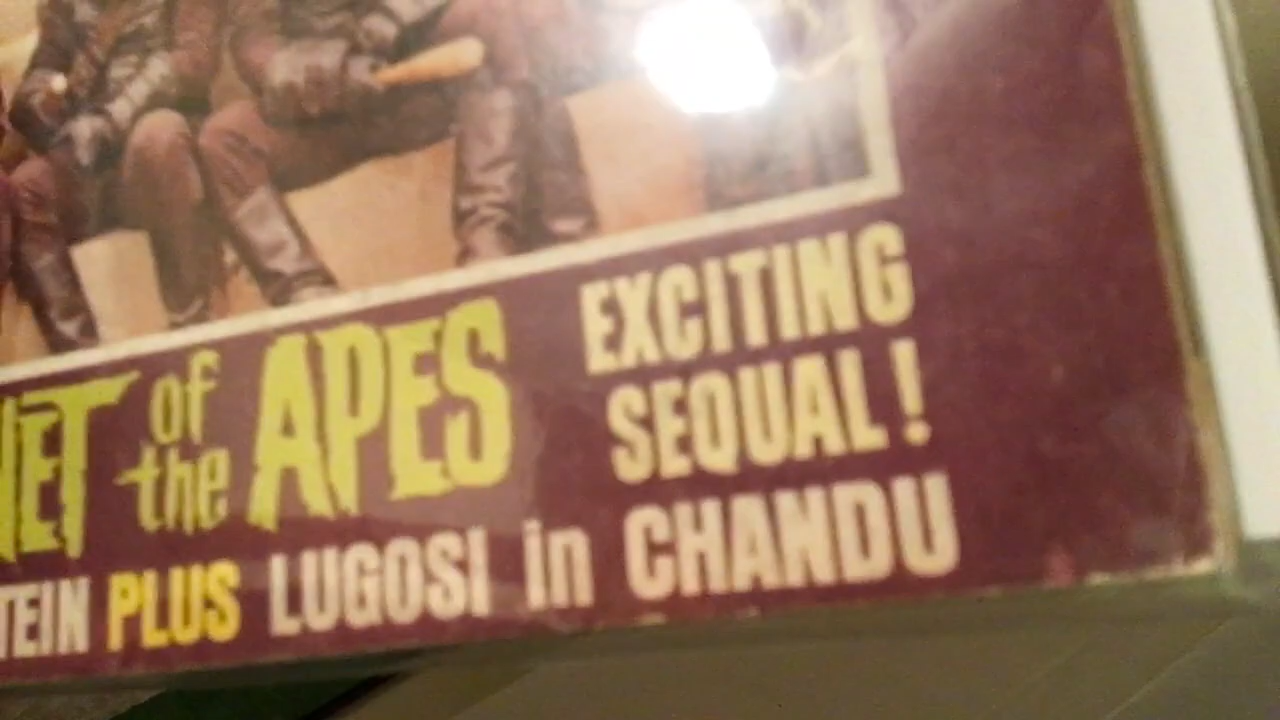 NET of the APES
EXCITING
SEQUAL!
TEIN PLUS LUGOSI in CHANDU